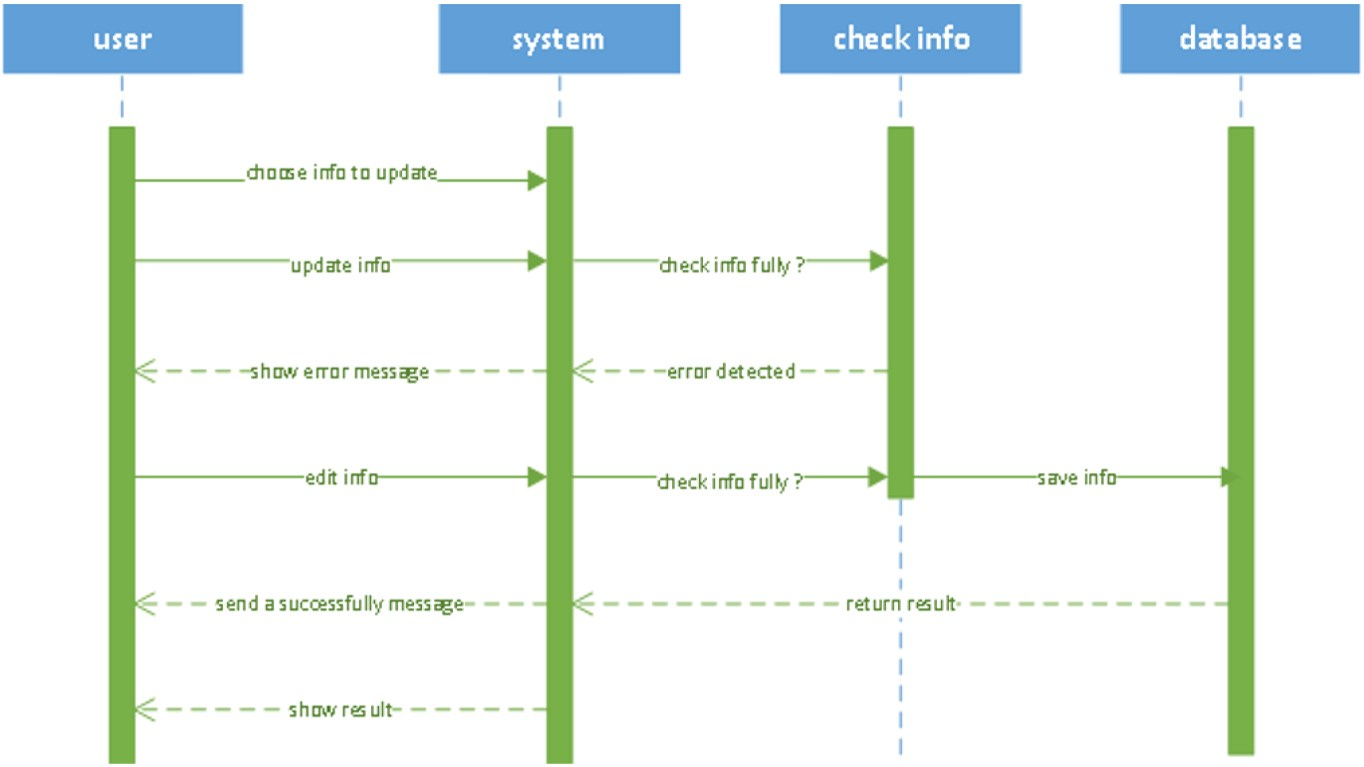 user system check info database
choose info to update
update info check info fully ?
show error message error detected
edit info check info fully ? save info
send a successfully message return result
show result